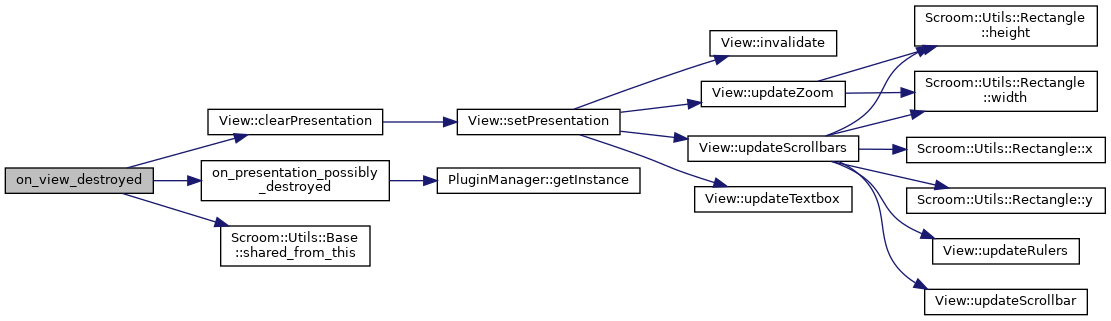 on_view_destroyed
View::clearPresentation
on_presentation_possibly
_destroyed
Scroom::Utils::Base
::shared_from_this
View::setPresentation
PluginManager::getInstance
View::invalidate
View::updateZoom
View::updateScrollbars
View::updateTextbox
Scroom::Utils::Rectangle
::height
Scroom::Utils::Rectangle
::width
Scroom::Utils::Rectangle::x
Scroom::Utils::Rectangle::y
View::updateRulers
View::updateScrollbar